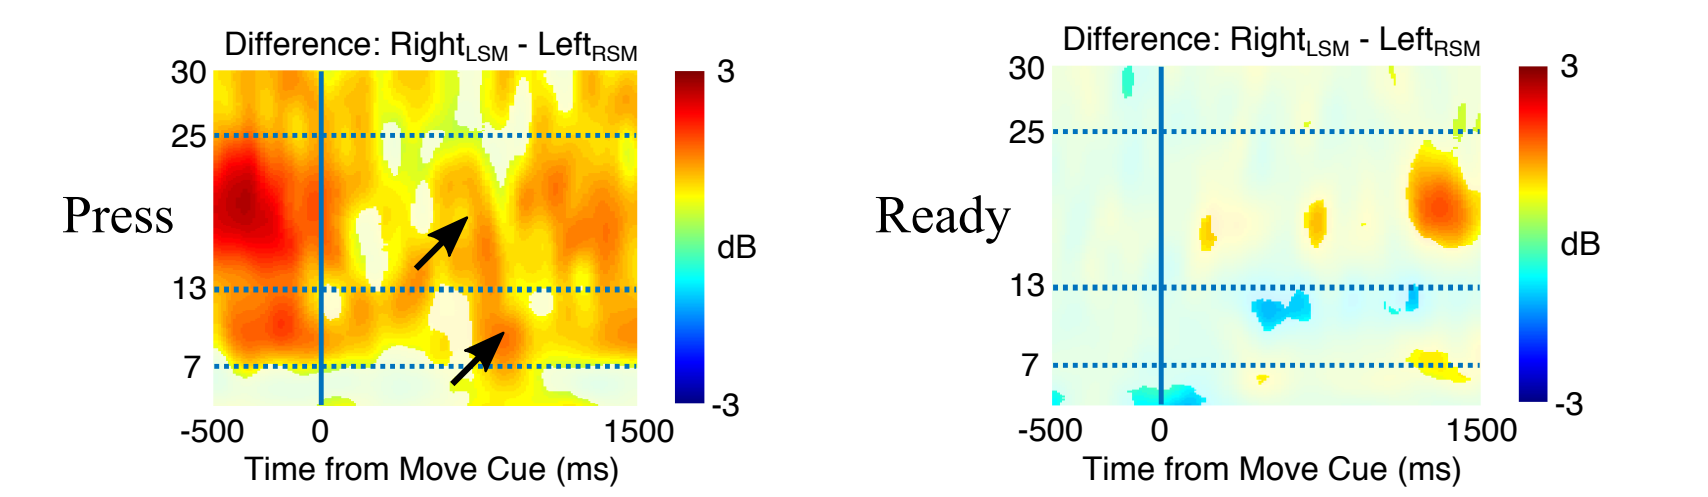 Difference: RightLSM - LeftRSM
30
25
Press
13
7
-500 0 1500
Time from Move Cue (ms)
3
dB
-3
Difference: RightLSM - LeftRSM
30
25
Ready
13
7
-500 0 1500
Time from Move Cue (ms)
3
dB
-3